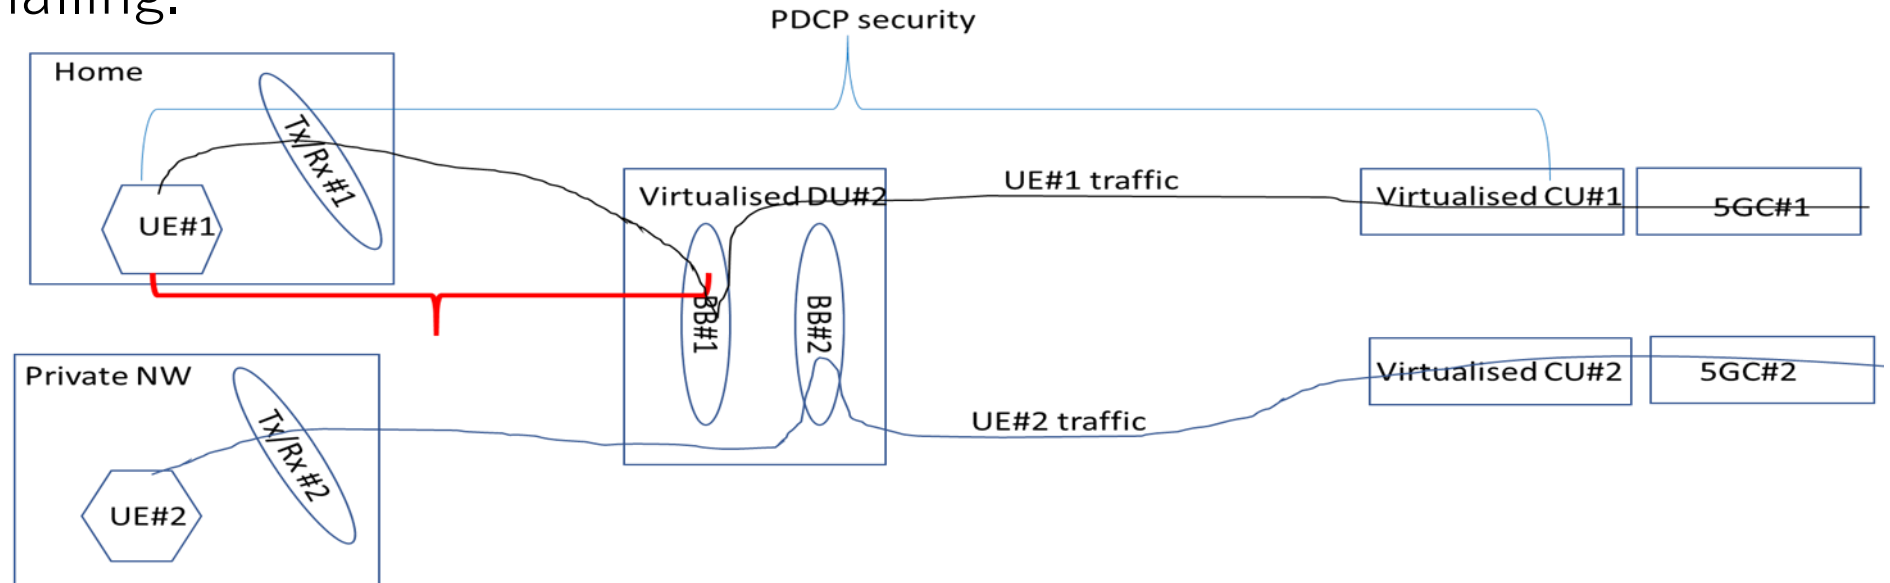 PDCP security
Home
Tx/Rx#1
UE#1
Virtualised DU#2
UE#1 traffic
Virtualised CU#1
5GC#1
BB#1
BB#2
Private NW
Tx/Rx#2
UE#2 traffic
Virtualised CU#2
5GC#2
UE#2